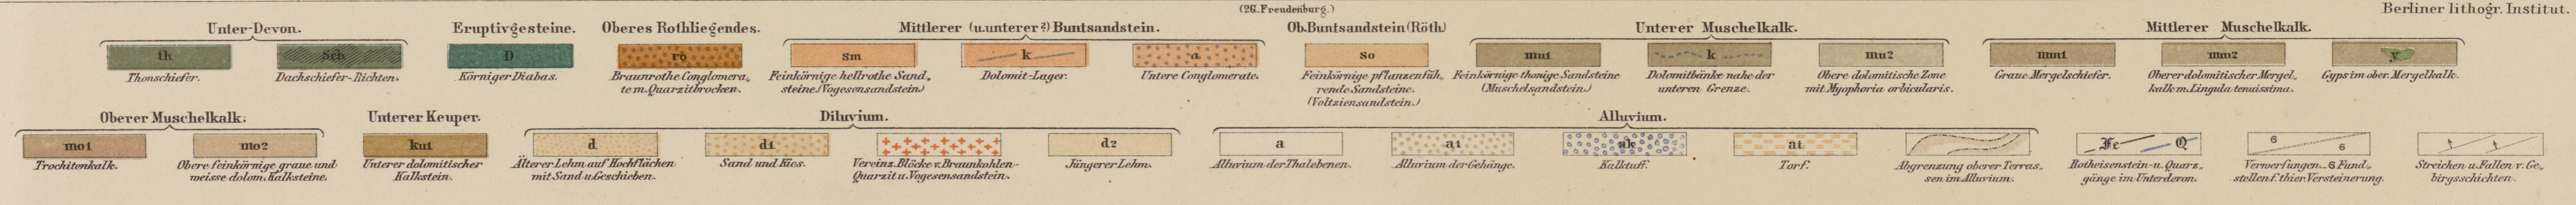 (26. Freudenburg.)
Berliner lithogr. Institut.
Unter-Devon. Eruptivgesteine. Oberes Rothliegendes. Mittlerer (u. unterer ?) Buntsandstein. Ob. Buntsandstein (Röth) Unterer Muschelkalk. Mittlerer Muschelkalk.
th Sch D ro sm k a so mu1 k mu2 mm1 mm2 y
Thonschiefer. Dachschiefer-Richten. Körniger Diabas. Braunrothe Conglomera„ Feinkörnige hellrothe Sand„ Dolomit-Lager. Untere Conglomerate. Feinkörnige pflanzenfüh„ Feinkörnige thonige Sandsteine Dolomitbänke nahe der Obere dolomitische Zone Graue Mergelschiefer. Oberer dolomitischer Mergel„ Gyps im ober. Mergelkalk.
te m. Quarzitbrocken. steine. (Vogesensandstein) rende Sandsteine. (Muschelsandstein.) unteren Grenze. mit Myophoria orbicularis. kalk m. Lingula tenuissima.
(Voltziensandstein.)
Oberer Muschelkalk. Unterer Keuper. Diluvium. Alluvium.
mo1 mo2 ku1 d d1 d2 a a1 ak at Fe Q 6 6
Trochitenkalk. Obere feinkörnige graue und Unterer dolomitischer Älterer Lehm auf Hochflächen Sand und Kies. Vereinz. Blöcke v. Braunkohlen- Jüngerer Lehm. Alluvium der Thalebenen. Alluvium der Gehänge. Kalktuff. Torf. Abgrenzung oberer Terras„ Rotheisenstein- u. Quarz„ Verwerfungen. 6 Fund„ Streichen u. Fallen v. Ge„
weisse dolom. Kalksteine. Kalkstein. mit Sand u. Geschieben. Quarzit u. Vogesensandstein. sen im Alluvium. gänge im Unterdevon. stellen f. thier. Versteinerung. birgsschichten.